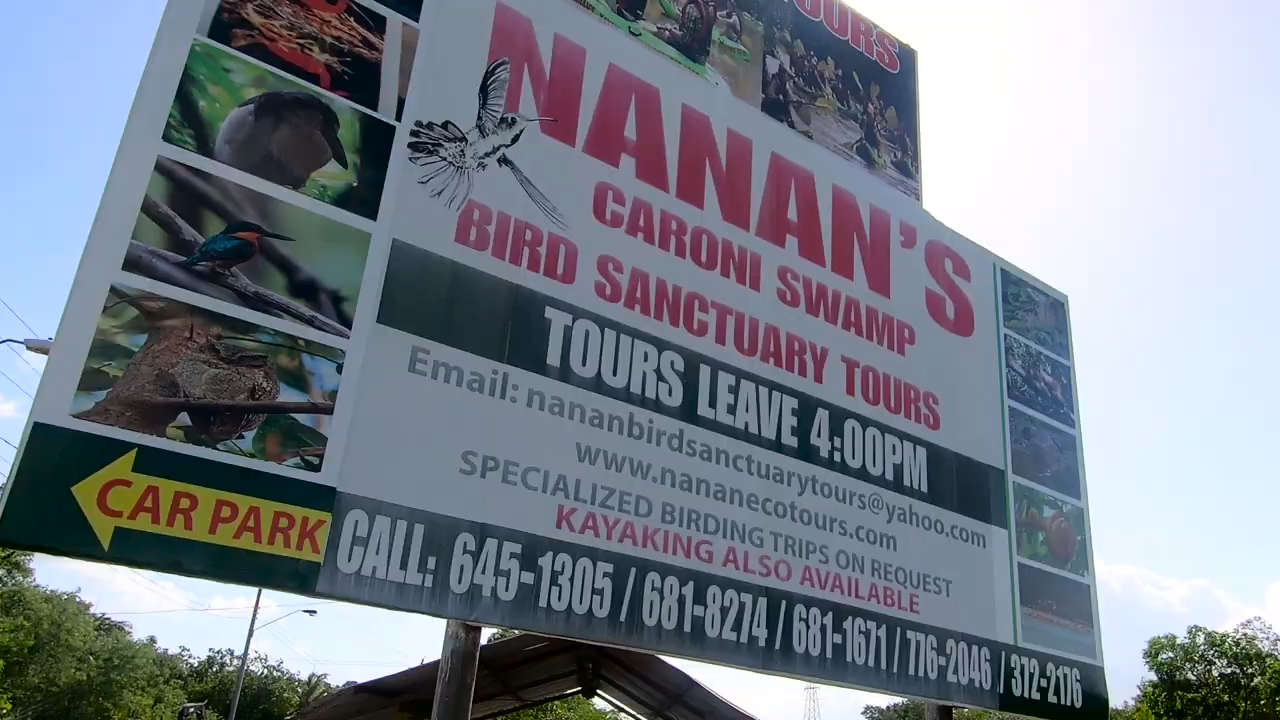 TOURS
NANAN'S
CARONI SWAMP
BIRD SANCTUARY TOURS
TOURS LEAVE 4:00PM
Email: nananbirdsanctuarytours@yahoo.com
www.nananecotours.com
SPECIALIZED BIRDING TRIPS ON REQUEST
KAYAKING ALSO AVAILABLE
CAR PARK
CALL: 645-1305 / 681-8274 / 681-1671 / 776-2046 / 312-2176